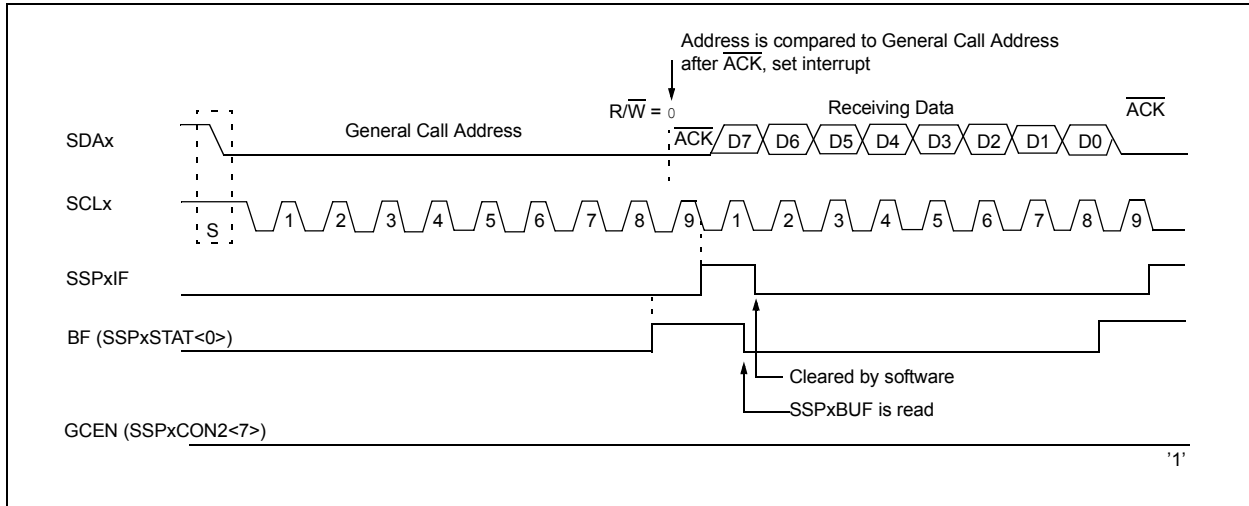 Address is compared to General Call Address
after ACK, set interrupt
R/W = 0
Receiving Data
ACK
SDAx
General Call Address
ACK
D7 D6 D5 D4 D3 D2 D1 D0
SCLx
S
1 2 3 4 5 6 7 8 9 1 2 3 4 5 6 7 8 9
SSPxIF
BF (SSPxSTAT<0>)
Cleared by software
SSPxBUF is read
GCEN (SSPxCON2<7>)
’1’